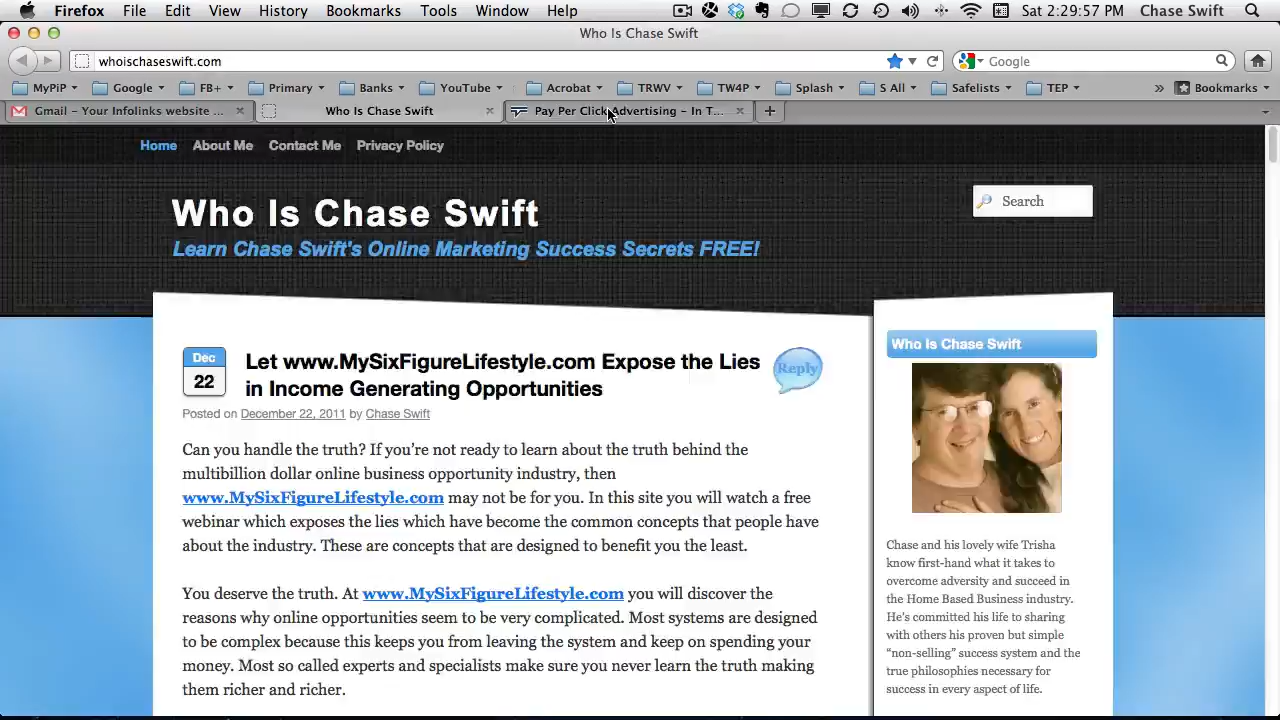 Firefox File Edit View History Bookmarks Tools Window Help Sat 2:29:57 PM Chase Swift
Who Is Chase Swift
whoischaseswift.com Google
MyPiP Google FB+ Primary Banks YouTube Acrobat TRWV TW4P Splash S All Safelists TEP » Bookmarks
Gmail – Your Infolinks website ... Who Is Chase Swift Pay Per Click Advertising – In T...
Home About Me Contact Me Privacy Policy
Who Is Chase Swift
Search
Learn Chase Swift's Online Marketing Success Secrets FREE!
Dec
22
Let www.MySixFigureLifestyle.com Expose the Lies
in Income Generating Opportunities
Reply
Posted on December 22, 2011 by Chase Swift
Can you handle the truth? If you're not ready to learn about the truth behind the
multibillion dollar online business opportunity industry, then
www.MySixFigureLifestyle.com may not be for you. In this site you will watch a free
webinar which exposes the lies which have become the common concepts that people have
about the industry. These are concepts that are designed to benefit you the least.
You deserve the truth. At www.MySixFigureLifestyle.com you will discover the
reasons why online opportunities seem to be very complicated. Most systems are designed
to be complex because this keeps you from leaving the system and keep on spending your
money. Most so called experts and specialists make sure you never learn the truth making
them richer and richer.
Who Is Chase Swift
Chase and his lovely wife Trisha
know first-hand what it takes to
overcome adversity and succeed in
the Home Based Business industry.
He's committed his life to sharing
with others his proven but simple
“non-selling” success system and the
true philosophies necessary for
success in every aspect of life.